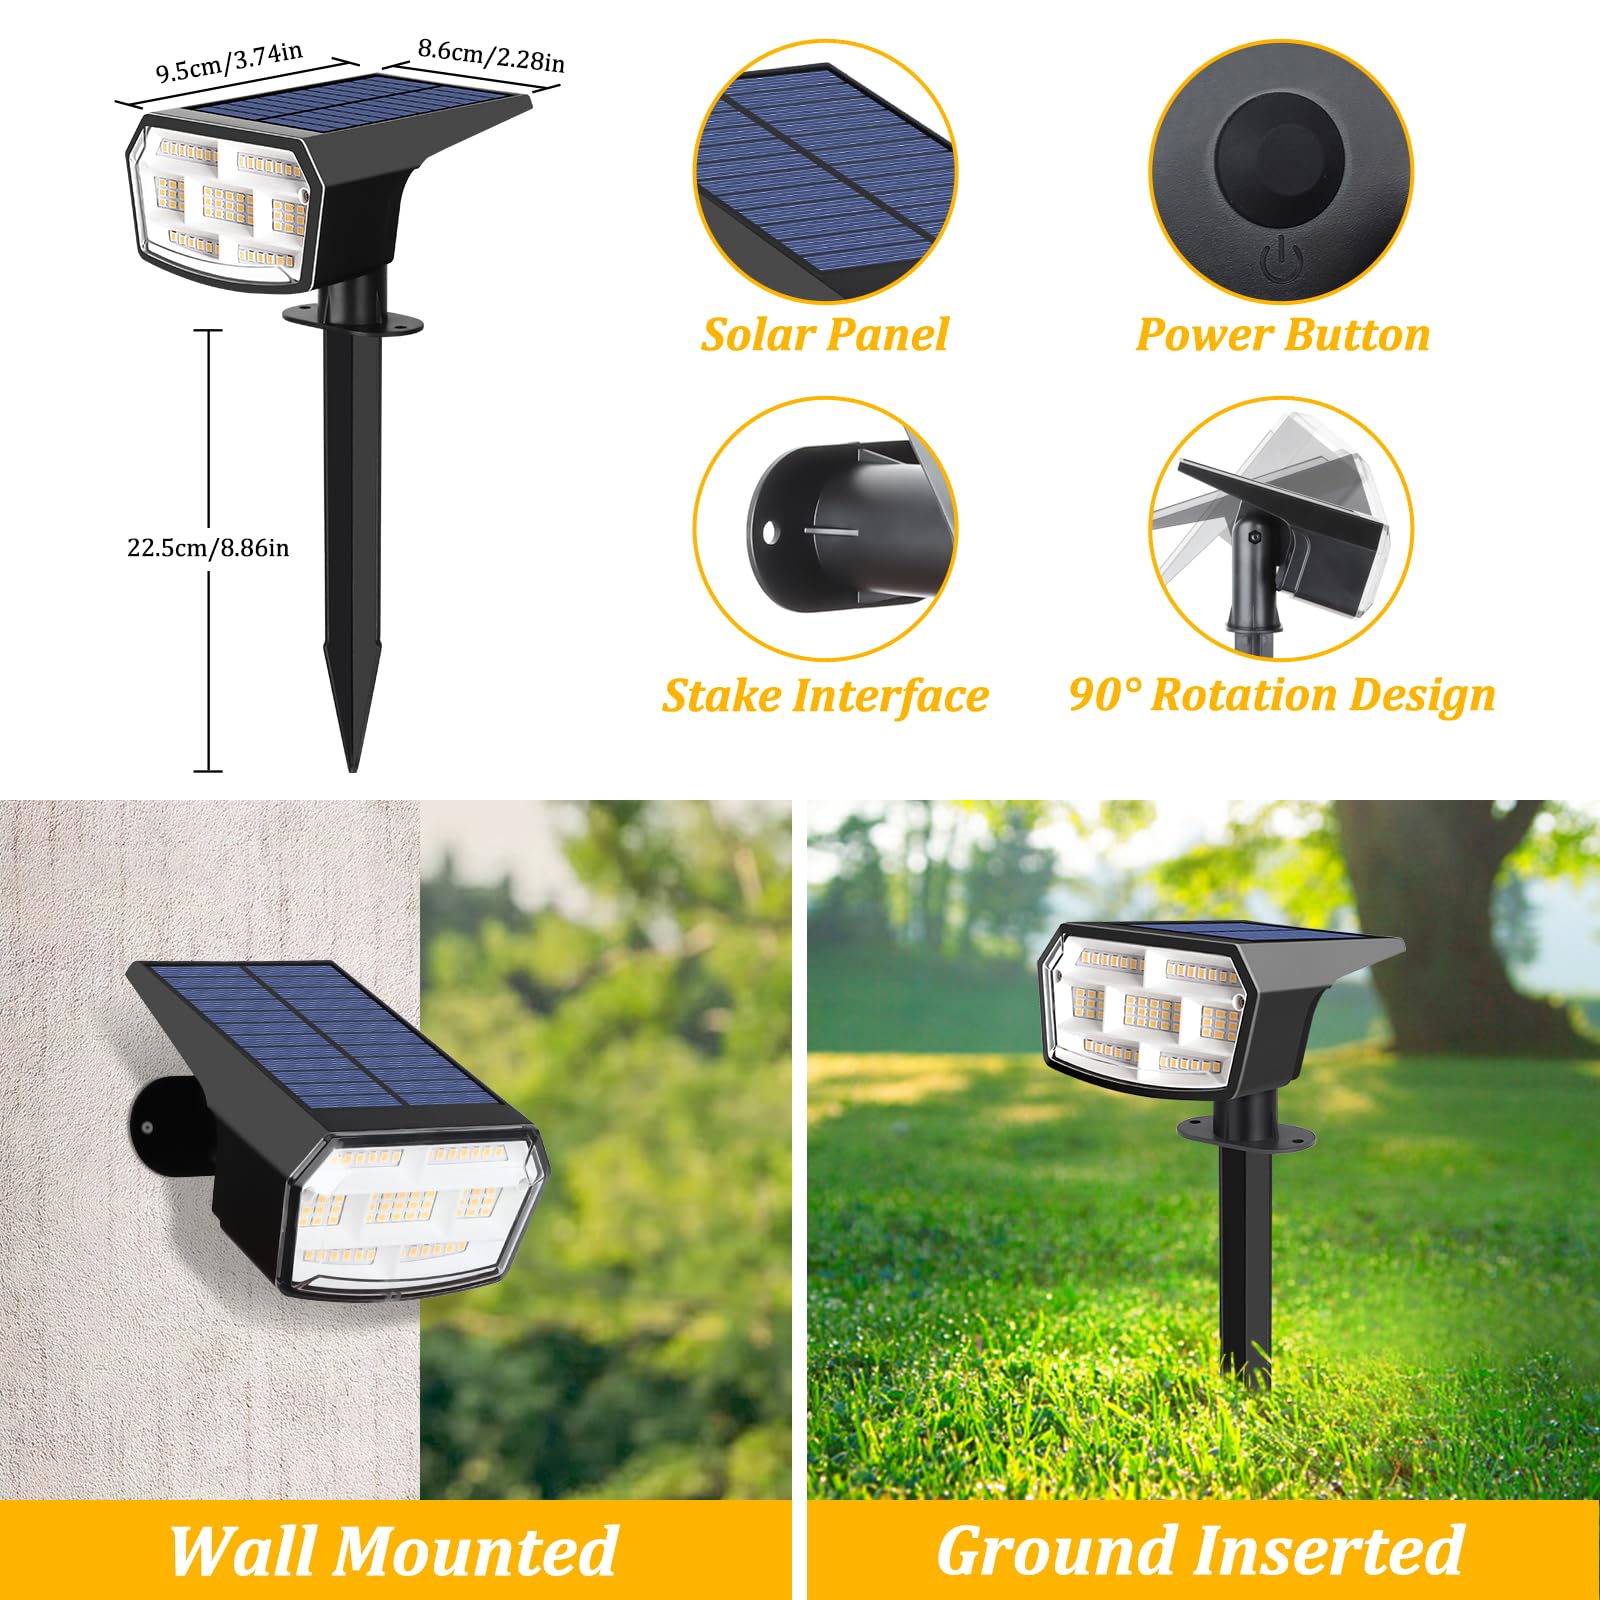 9.5cm/3.74in
8.6cm/2.28in
22.5cm/8.86in
Solar Panel
Power Button
Stake Interface
90° Rotation Design
Wall Mounted
Ground Inserted